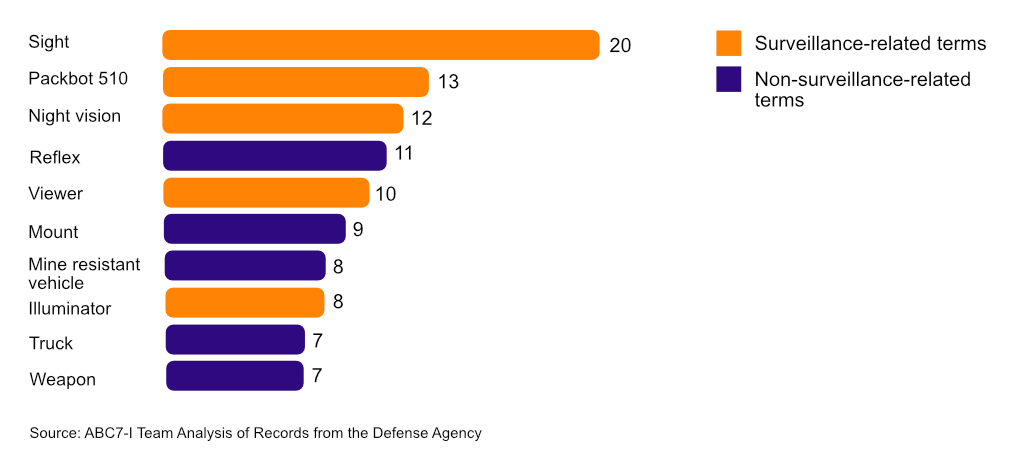 Sight
20
Packbot 510
13
Night vision
12
Reflex
11
Viewer
10
Mount
9
Mine resistant
vehicle
8
Illuminator
8
Truck
7
Weapon
7
Surveillance-related terms
Non-surveillance-related
terms
Source: ABC7-I Team Analysis of Records from the Defense Agency